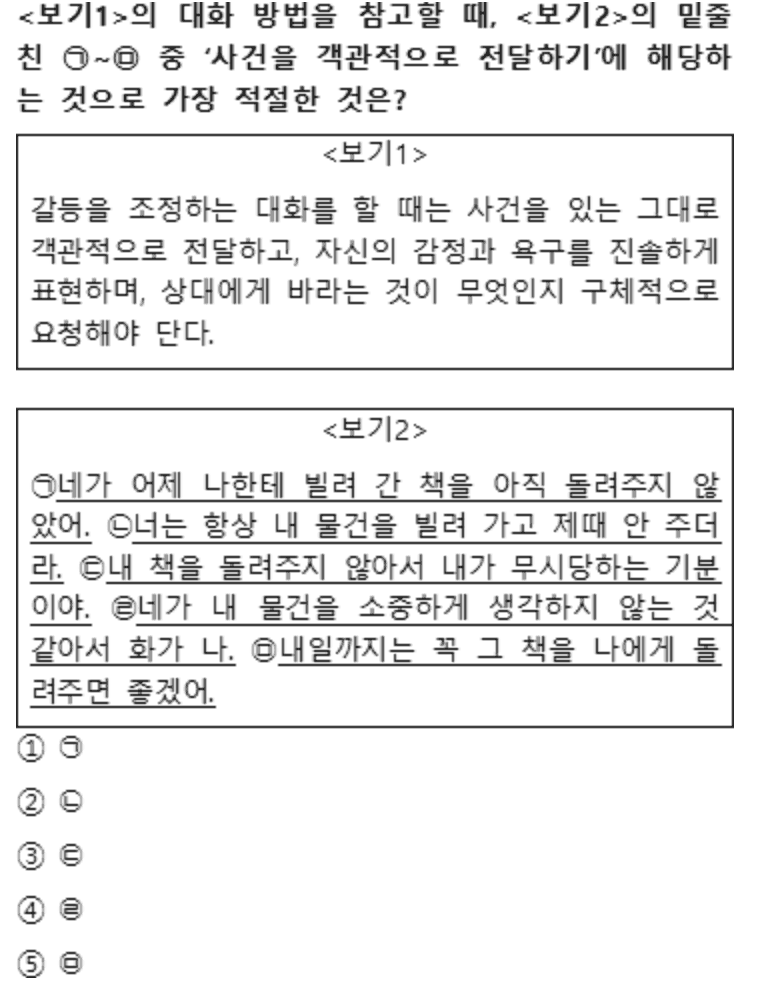 <보기1>의 대화 방법을 참고할 때, <보기2>의 밑줄
친 ㉠~㉤ 중 ‘사건을 객관적으로 전달하기’에 해당하
는 것으로 가장 적절한 것은?
<보기1>
갈등을 조정하는 대화를 할 때는 사건을 있는 그대로
객관적으로 전달하고, 자신의 감정과 욕구를 진솔하게
표현하며, 상대에게 바라는 것이 무엇인지 구체적으로
요청해야 단다.
<보기2>
㉠네가 어제 나한테 빌려 간 책을 아직 돌려주지 않
았어. ㉡너는 항상 내 물건을 빌려 가고 제때 안 주더
라. ㉢내 책을 돌려주지 않아서 내가 무시당하는 기분
이야. ㉣네가 내 물건을 소중하게 생각하지 않는 것
같아서 화가 나. ㉤내일까지는 꼭 그 책을 나에게 돌
려주면 좋겠어.
① ㉠
② ㉡
③ ㉢
④ ㉣
⑤ ㉤